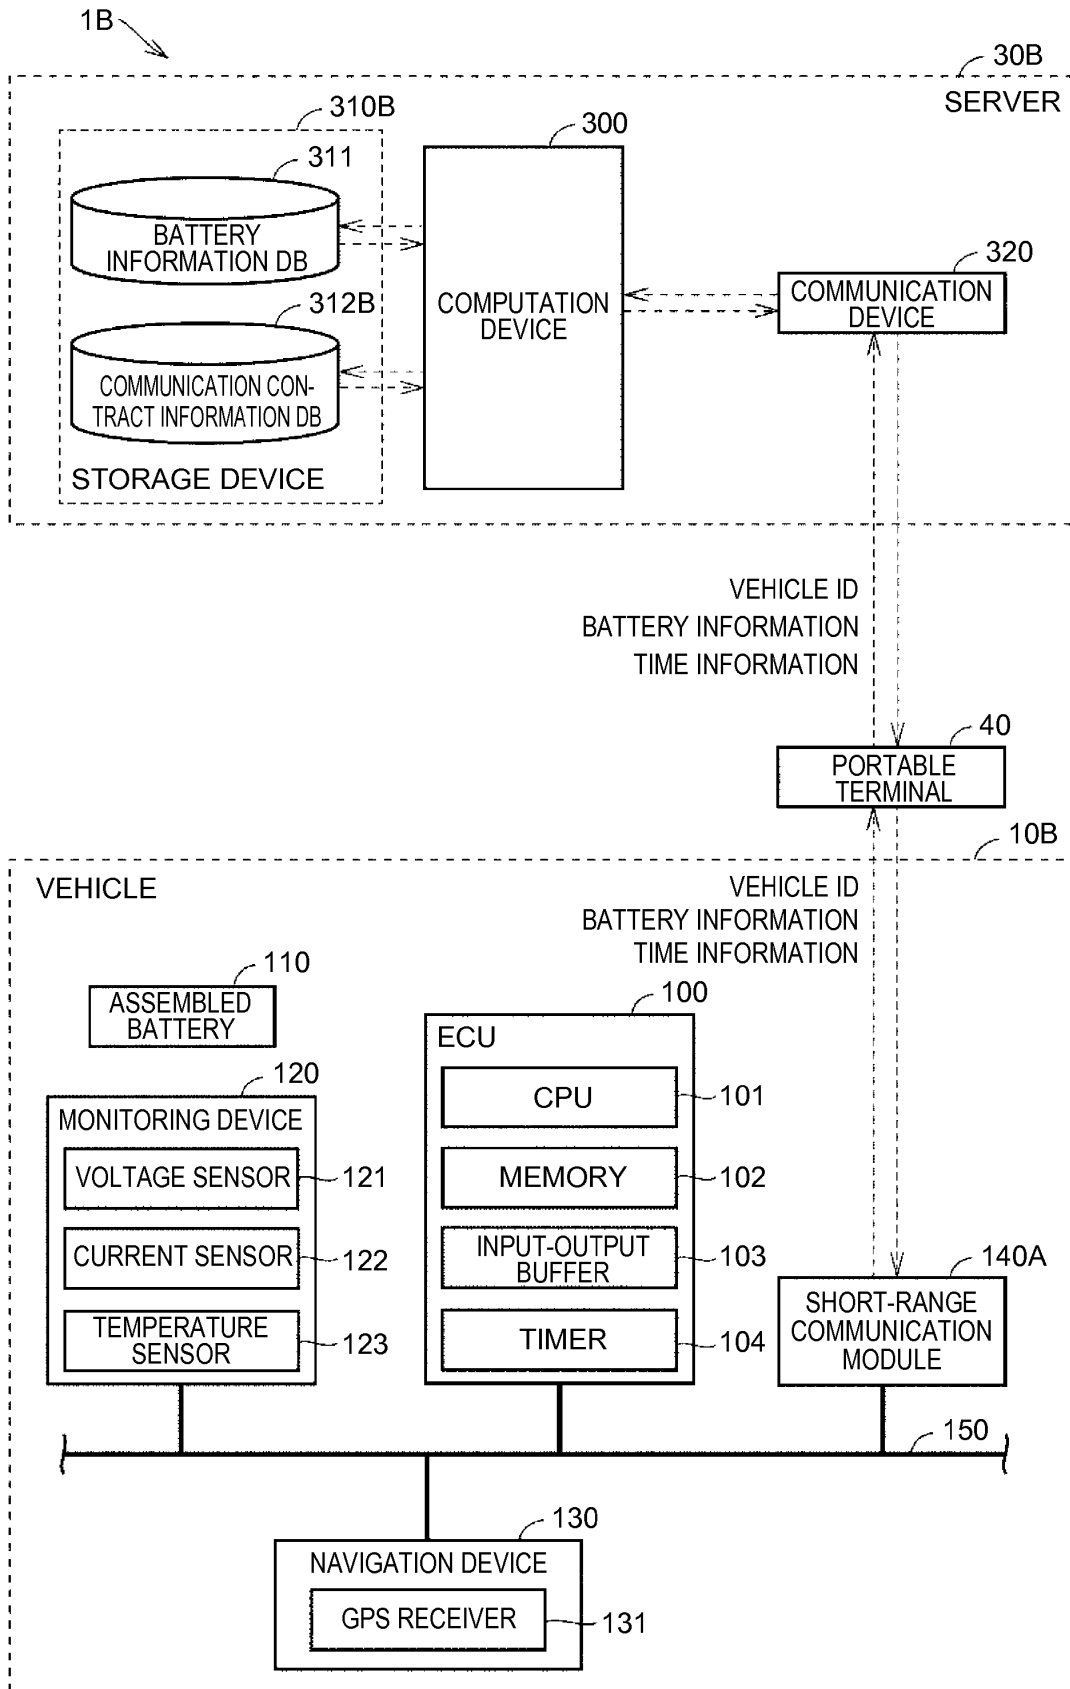 1B
30B
SERVER
310B
311
BATTERY
INFORMATION DB
312B
COMMUNICATION CON-
TRACT INFORMATION DB
STORAGE DEVICE
300
COMPUTATION
DEVICE
320
COMMUNICATION
DEVICE
VEHICLE ID
BATTERY INFORMATION
TIME INFORMATION
40
PORTABLE
TERMINAL
10B
VEHICLE
VEHICLE ID
BATTERY INFORMATION
TIME INFORMATION
110
ASSEMBLED
BATTERY
120
MONITORING DEVICE
VOLTAGE SENSOR
121
CURRENT SENSOR
122
TEMPERATURE
SENSOR
123
100
ECU
CPU
101
MEMORY
102
INPUT-OUTPUT
BUFFER
103
TIMER
104
140A
SHORT-RANGE
COMMUNICATION
MODULE
150
130
NAVIGATION DEVICE
GPS RECEIVER
131